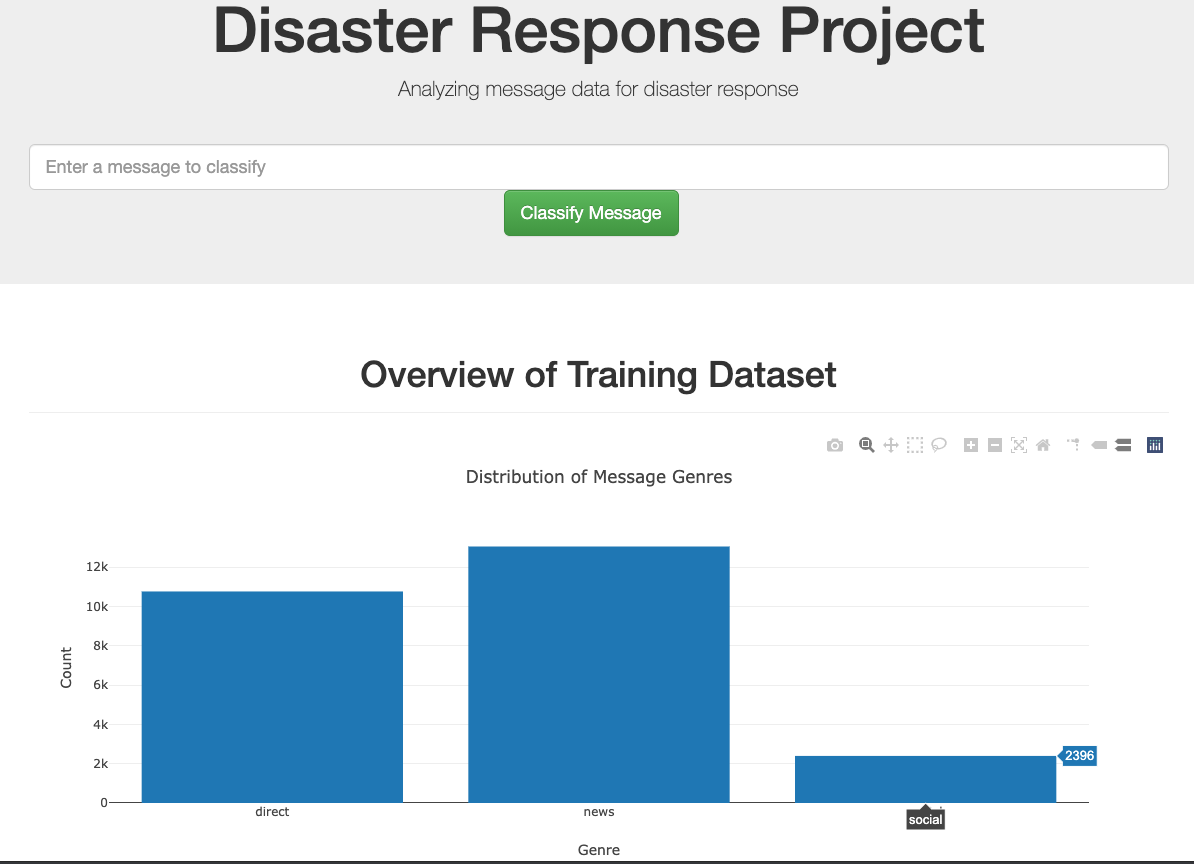 Disaster Response Project
Analyzing message data for disaster response
Enter a message to classify
Classify Message
Overview of Training Dataset
Distribution of Message Genres
12k
10k
8k
6k
4k
2k
0
Count
2396
direct
news
social
Genre